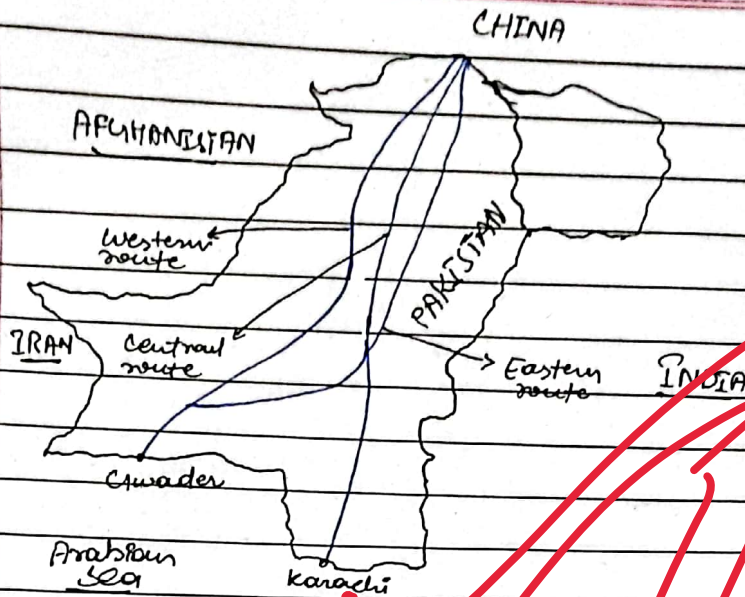 CHINA
AFGHANISTAN
Western
route
PAKISTAN
IRAN
Central
route
Eastern
route
INDIA
Gwader
Arabian
Sea
Karachi